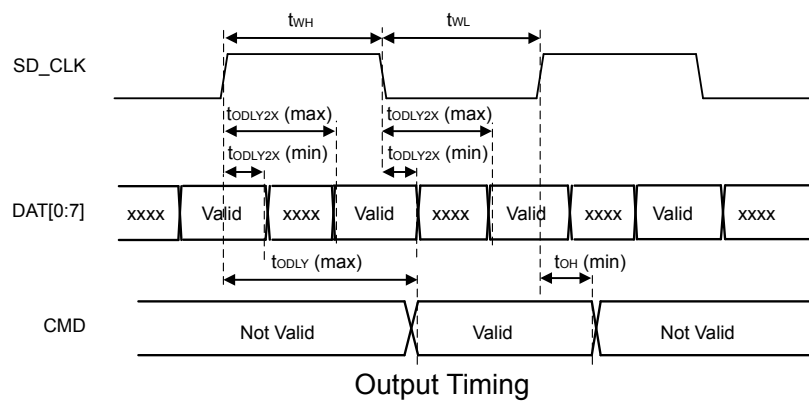 tWH tWL
SD_CLK
tODLY2X (max) tODLY2X (max)
tODLY2X (min) tODLY2X (min)
DAT[0:7] xxxx Valid xxxx Valid xxxx Valid xxxx Valid xxxx
tODLY (max) tOH (min)
CMD Not Valid Valid Not Valid
Output Timing